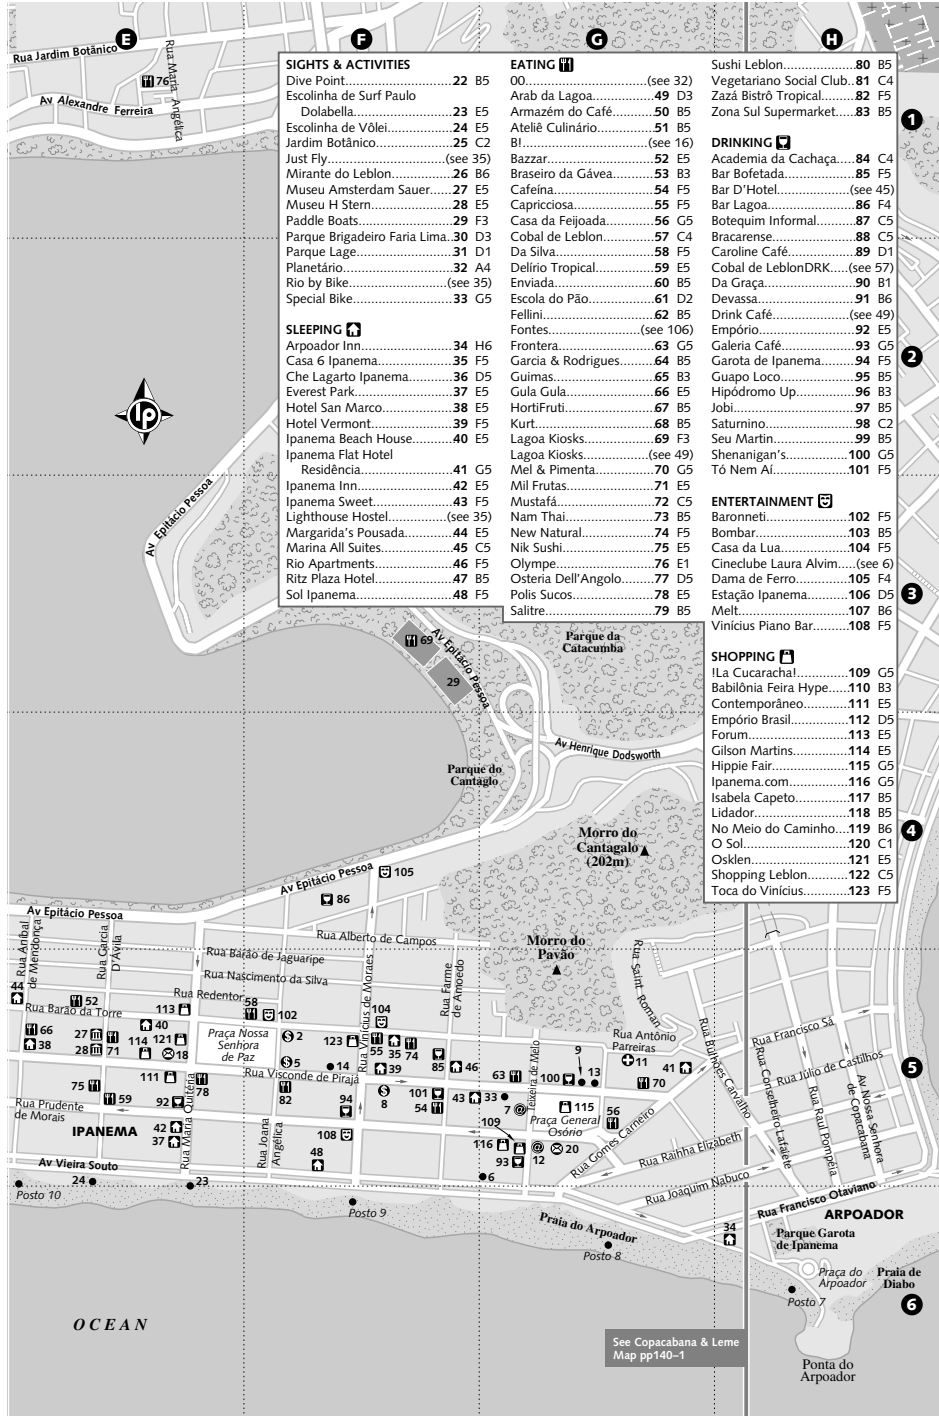 E
F
G
H
Rua Jardim Botânico
Rua Maria Angélica
76
Av Alexandre Ferreira
SIGHTS & ACTIVITIES
Dive Point 22 B5
Escolinha de Surf Paulo
Dolabella 23 E5
Escolinha de Vôlei 24 E5
Jardim Botânico 25 C2
Just Fly (see 35)
Mirante do Leblon 26 B6
Museu Amsterdam Sauer 27 E5
Museu H Stern 28 E5
Paddle Boats 29 F3
Parque Brigadeiro Faria Lima 30 D3
Parque Lage 31 D1
Planetário 32 A4
Rio by Bike (see 35)
Special Bike 33 G5
SLEEPING
Arpoador Inn 34 H6
Casa 6 Ipanema 35 F5
Che Lagarto Ipanema 36 D5
Everest Park 37 E5
Hotel San Marco 38 E5
Hotel Vermont 39 F5
Ipanema Beach House 40 E5
Ipanema Flat Hotel
Residência 41 G5
Ipanema Inn 42 E5
Ipanema Sweet 43 F5
Lighthouse Hostel (see 35)
Margarida's Pousada 44 E5
Marina All Suites 45 C5
Rio Apartments 46 F5
Ritz Plaza Hotel 47 B5
Sol Ipanema 48 F5
EATING
00 (see 32)
Arab da Lagoa 49 D3
Armazém do Café 50 B5
Ateliê Culinário 51 B5
B! (see 16)
Bazzar 52 E5
Braseiro da Gávea 53 B3
Cafeína 54 F5
Capricciosa 55 F5
Casa da Feijoada 56 G5
Cobal de Leblon 57 C4
Da Silva 58 F5
Delírio Tropical 59 E5
Enviada 60 B5
Escola do Pão 61 D2
Fellini 62 B5
Fontes (see 106)
Frontera 63 G5
Garcia & Rodrigues 64 B5
Guimas 65 B3
Gula Gula 66 E5
HortiFruti 67 B5
Kurt 68 B5
Lagoa Kiosks 69 F3
Lagoa Kiosks (see 49)
Mel & Pimenta 70 G5
Mil Frutas 71 E5
Mustafá 72 C5
Nam Thai 73 B5
New Natural 74 F5
Nik Sushi 75 E5
Olympe 76 E1
Osteria Dell'Angolo 77 D5
Polis Sucos 78 E5
Salitre 79 B5
Sushi Leblon 80 B5
Vegetariano Social Club 81 C4
Zazá Bistrô Tropical 82 F5
Zona Sul Supermarket 83 B5
DRINKING
Academia da Cachaça 84 C4
Bar Bofetada 85 F5
Bar D'Hotel (see 45)
Bar Lagoa 86 F4
Botequim Informal 87 C5
Bracarense 88 C5
Caroline Café 89 D1
Cobal de LeblonDRK (see 57)
Da Graça 90 B1
Devassa 91 B6
Drink Café (see 49)
Empório 92 E5
Galeria Café 93 G5
Garota de Ipanema 94 F5
Guapo Loco 95 B5
Hipódromo Up 96 B3
Jobi 97 B5
Saturnino 98 C2
Seu Martin 99 B5
Shenanigan's 100 G5
Tó Nem Aí 101 F5
ENTERTAINMENT
Baronneti 102 F5
Bombar 103 B5
Casa da Lua 104 F5
Cineclube Laura Alvim (see 6)
Dama de Ferro 105 F4
Estação Ipanema 106 D5
Melt 107 B6
Vinícius Piano Bar 108 F5
SHOPPING
!La Cucaracha! 109 G5
Babilônia Feira Hype 110 B3
Contemporâneo 111 E5
Empório Brasil 112 D5
Forum 113 E5
Gilson Martins 114 E5
Hippie Fair 115 G5
Ipanema.com 116 G5
Isabela Capeto 117 B5
Lidador 118 B5
No Meio do Caminho 119 B6
O Sol 120 C1
Osklen 121 E5
Shopping Leblon 122 C5
Toca do Vinícius 123 F5
1
2
3
4
5
6
lp
Av Epitácio Pessoa
69
29
Av Epitácio Pessoa
Parque da
Catacumba
Av Henrique Dodsworth
Parque do
Cantaglo
Morro do
Cantagalo
(202m)
105
Av Epitácio Pessoa
86
Av Epitácio Pessoa
Rua Aníbal
de Mendonça
Rua Garcia
D'Ávila
Rua Alberto de Campos
Rua Barão de Jaguaripe
Rua Nascimento da Silva
Rua Redentor
Rua Barão da Torre
Rua Vinícius de Moraes
Rua Farme
de Amoedo
Morro do
Pavão
Rua Saint Roman
44
52
113
58
102
104
66
38
27
28
71
40
114
121
18
Praça Nossa
Senhora
de Paz
2
5
123
14
55
35
74
39
85
46
Rua Visconde de Pirajá
63
100
9
13
Rua Antônio
Parreiras
11
41
70
Rua Bulhões Carvalho
Rua Francisco Sá
Rua Conselheiro Lafaiete
Rua Júlio de Castilhos
Rua Raul Pompéia
Av Nossa Senhora
de Copacabana
75
59
111
92
78
82
94
8
101
54
43
33
7
Teixeira de Melo
115
Praça General
Osório
56
109
116
93
12
20
Rua Gomes Carneiro
Rua Prudente
de Morais
IPANEMA
42
37
Rua Maria Quitéria
Rua Joana
Angélica
108
48
6
Rua Rainha Elizabeth
Rua Joaquim Nabuco
Av Vieira Souto
Posto 10
24
23
Posto 9
Praia do Arpoador
Posto 8
34
Rua Francisco Otaviano
ARPOADOR
Parque Garota
de Ipanema
Praça do
Arpoador
Praia de
Diabo
Posto 7
OCEAN
See Copacabana & Leme
Map pp140–1
Ponta do
Arpoador